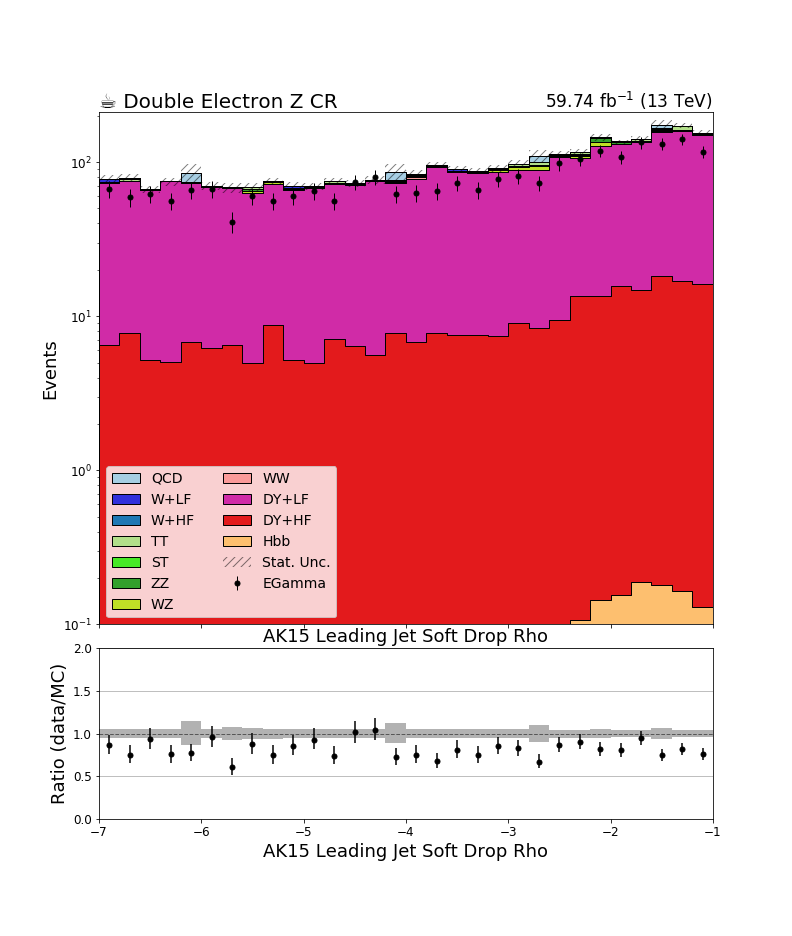 ☕ Double Electron Z CR
59.74 fb⁻¹ (13 TeV)
Events
10²
10¹
10⁰
10⁻¹
QCD
W+LF
W+HF
TT
ST
ZZ
WZ
WW
DY+LF
DY+HF
Hbb
Stat. Unc.
EGamma
AK15 Leading Jet Soft Drop Rho
Ratio (data/MC)
2.0
1.5
1.0
0.5
0.0
−7 −6 −5 −4 −3 −2 −1
AK15 Leading Jet Soft Drop Rho